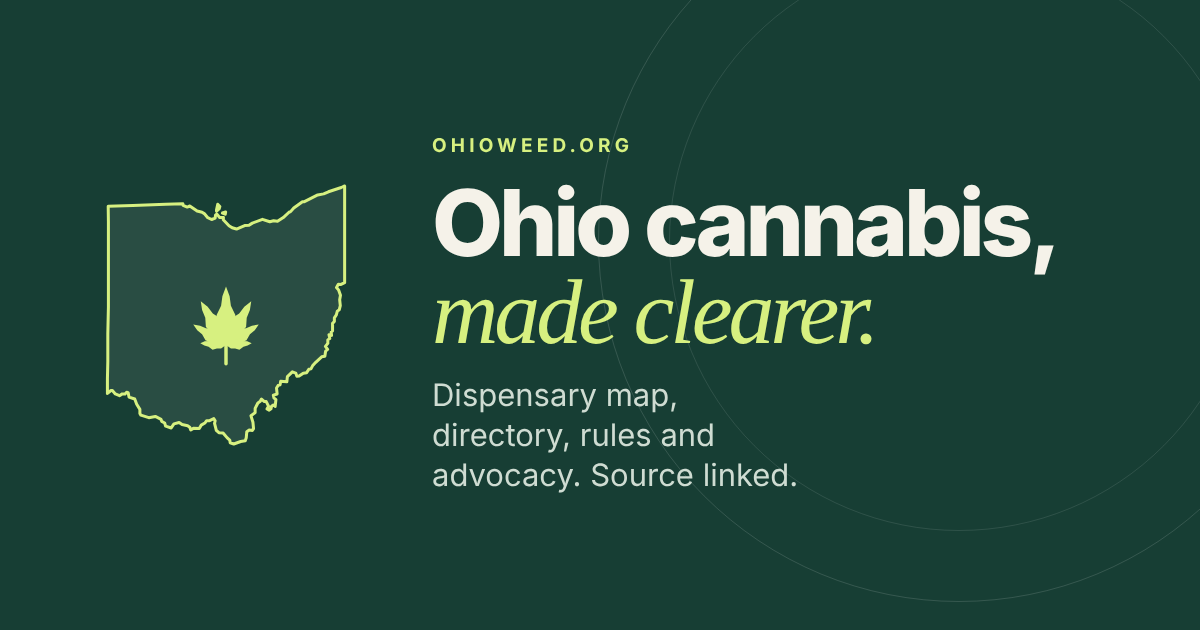 OHIOWEED.ORG
Ohio cannabis,
made clearer.
Dispensary map,
directory, rules and
advocacy. Source linked.